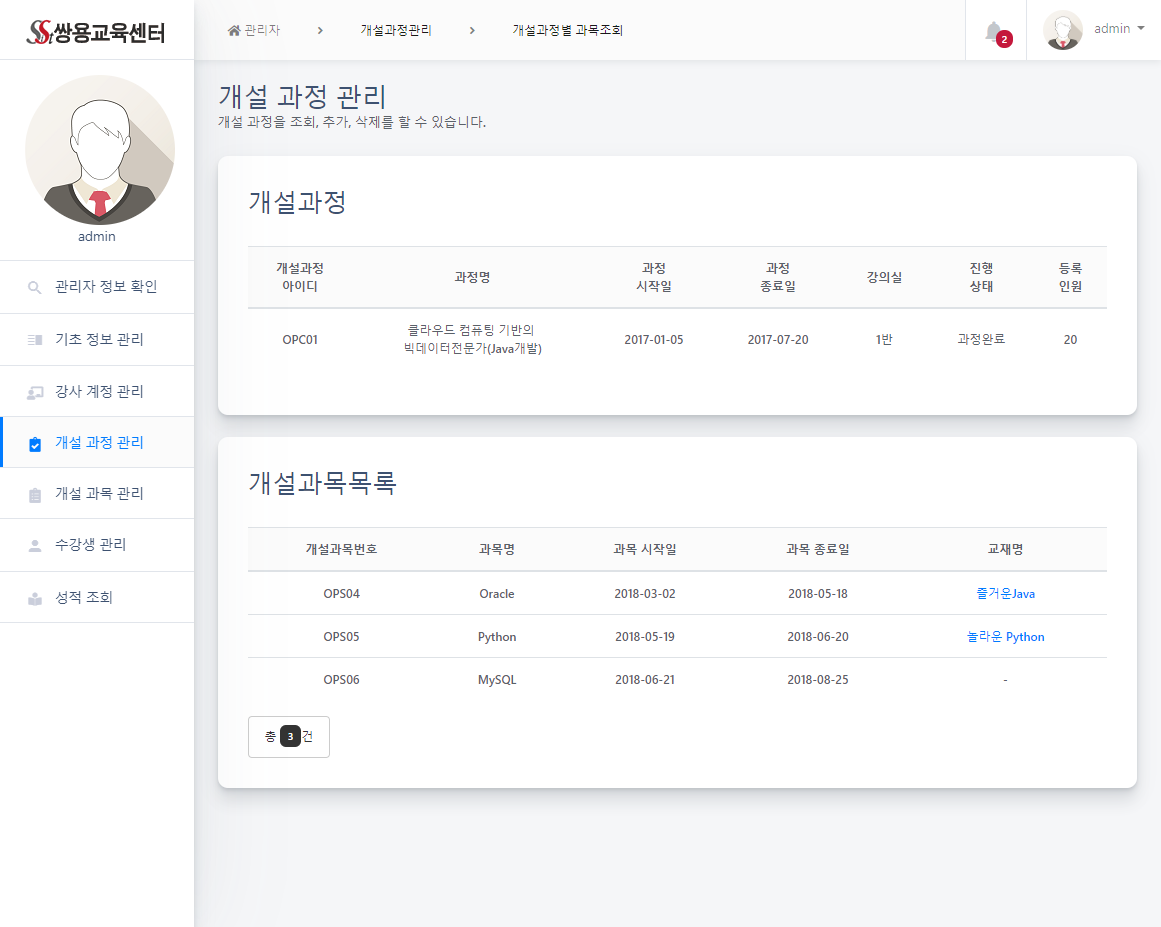 쌍용교육센터
관리자 > 개설과정관리 > 개설과정별 과목조회
2
admin
admin
관리자 정보 확인
기초 정보 관리
강사 계정 관리
개설 과정 관리
개설 과목 관리
수강생 관리
성적 조회
개설 과정 관리
개설 과정을 조회, 추가, 삭제를 할 수 있습니다.
개설과정
개설과정 아이디 과정명 과정 시작일 과정 종료일 강의실 진행 상태 등록 인원
OPC01 클라우드 컴퓨팅 기반의 빅데이터전문가(Java개발) 2017-01-05 2017-07-20 1반 과정완료 20
개설과목목록
개설과목번호 과목명 과목 시작일 과목 종료일 교재명
OPS04 Oracle 2018-03-02 2018-05-18 즐거운Java
OPS05 Python 2018-05-19 2018-06-20 놀라운 Python
OPS06 MySQL 2018-06-21 2018-08-25 -
총 3 건